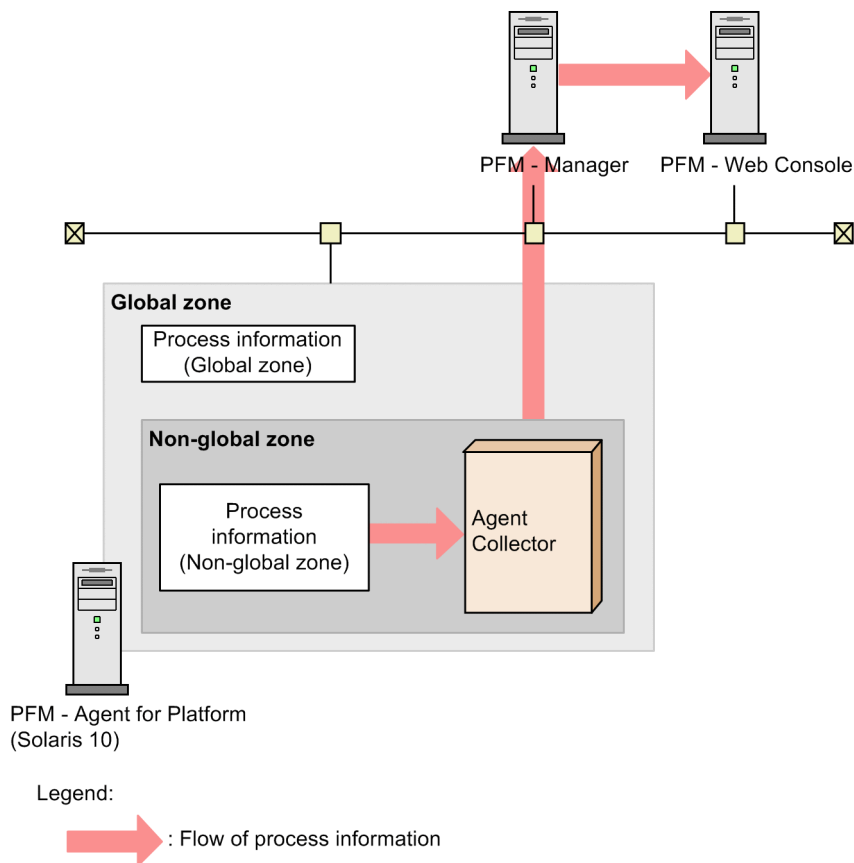 PFM - Manager
PFM - Web Console
Global zone
Process information
(Global zone)
Non-global zone
Process
information
(Non-global zone)
Agent
Collector
PFM - Agent for Platform
(Solaris 10)
Legend:
: Flow of process information